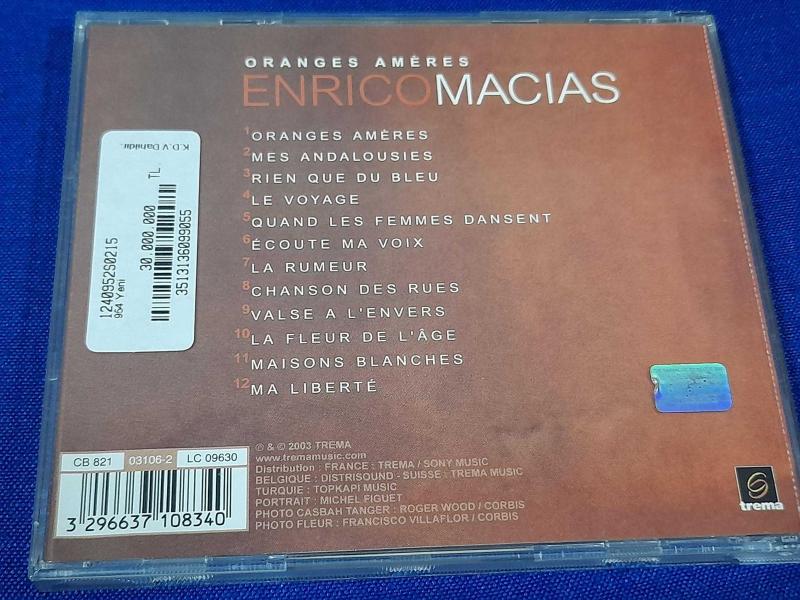 ORANGES AMÈRES
ENRICOMACIAS
1 ORANGES AMÈRES
2 MES ANDALOUSIES
3 RIEN QUE DU BLEU
4 LE VOYAGE
5 QUAND LES FEMMES DANSENT
6 ÉCOUTE MA VOIX
7 LA RUMEUR
8 CHANSON DES RUES
9 VALSE A L'ENVERS
10 LA FLEUR DE L'ÂGE
11 MAISONS BLANCHES
12 MA LIBERTÉ
K.D.V Dahildir.
30.000.000 TL.
3513136099055
1240952S0215
954 Yeni
CB 821 03106-2 LC 09630
3 296637 108340
℗ & © 2003 TREMA
www.tremamusic.com
Distribution : FRANCE : TREMA / SONY MUSIC
BELGIQUE : DISTRISOUND - SUISSE : TREMA MUSIC
TURQUIE : TOPKAPI MUSIC
PORTRAIT : MICHEL FIGUET
PHOTO CASBAH TANGER : ROGER WOOD / CORBIS
PHOTO FLEUR : FRANCISCO VILLAFLOR / CORBIS
trema